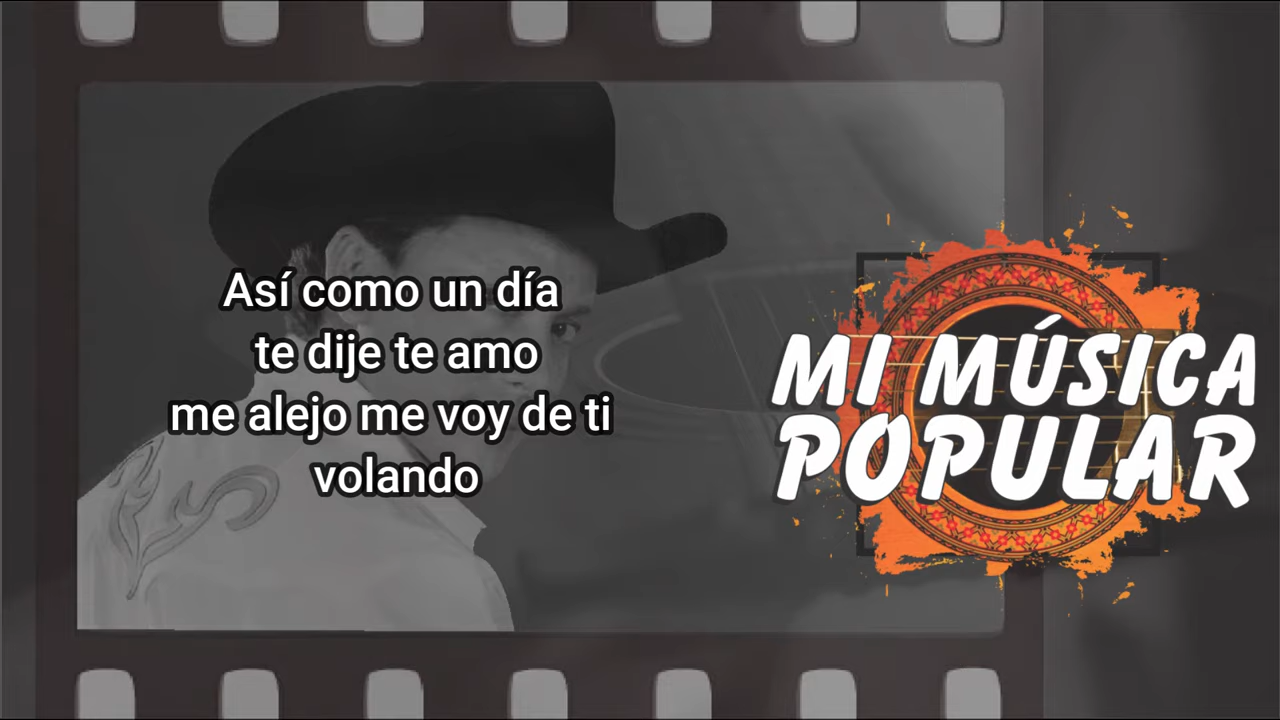 Así como un día
te dije te amo
me alejo me voy de ti
volando
MI MÚSICA
POPULAR